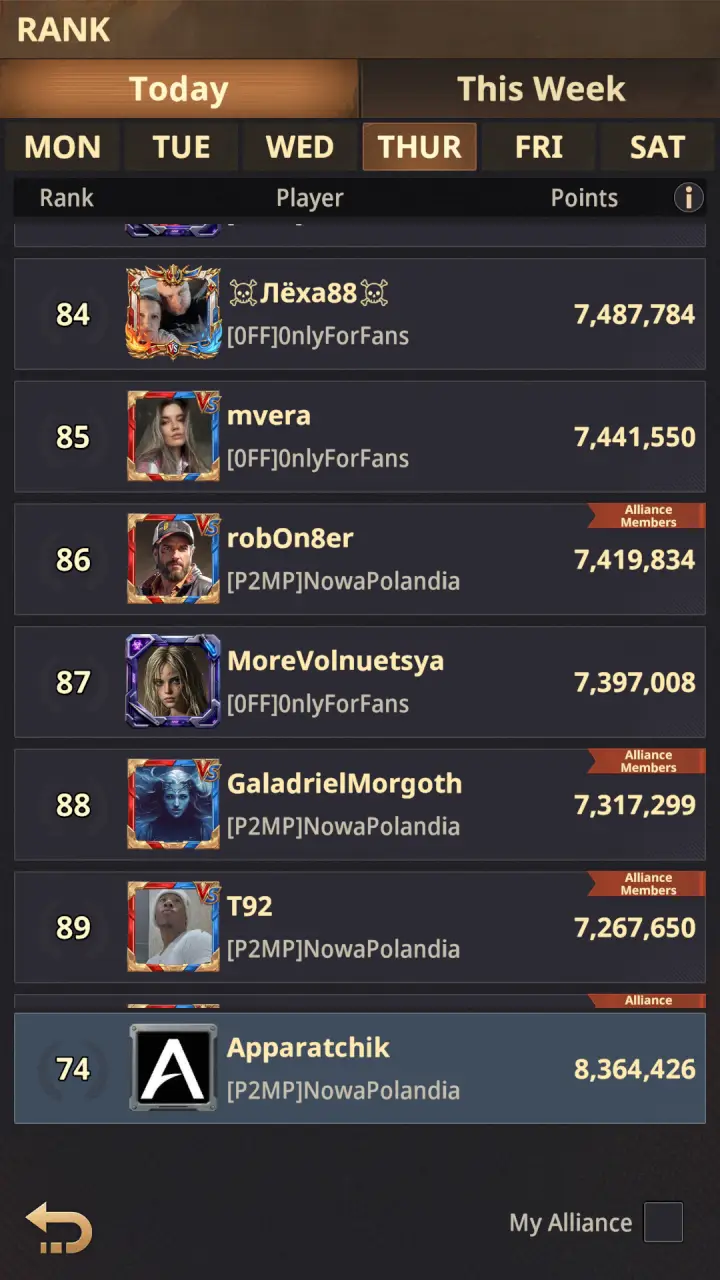 RANK
Today
This Week
MON
TUE
WED
THUR
FRI
SAT
Rank
Player
Points
84
☠Лёха88☠
[0FF]0nlyForFans
7,487,784
85
mvera
[0FF]0nlyForFans
7,441,550
Alliance
Members
86
robOn8er
[P2MP]NowaPolandia
7,419,834
87
MoreVolnuetsya
[0FF]0nlyForFans
7,397,008
Alliance
Members
88
GaladrielMorgoth
[P2MP]NowaPolandia
7,317,299
Alliance
Members
89
T92
[P2MP]NowaPolandia
7,267,650
Alliance
74
Apparatchik
[P2MP]NowaPolandia
8,364,426
My Alliance